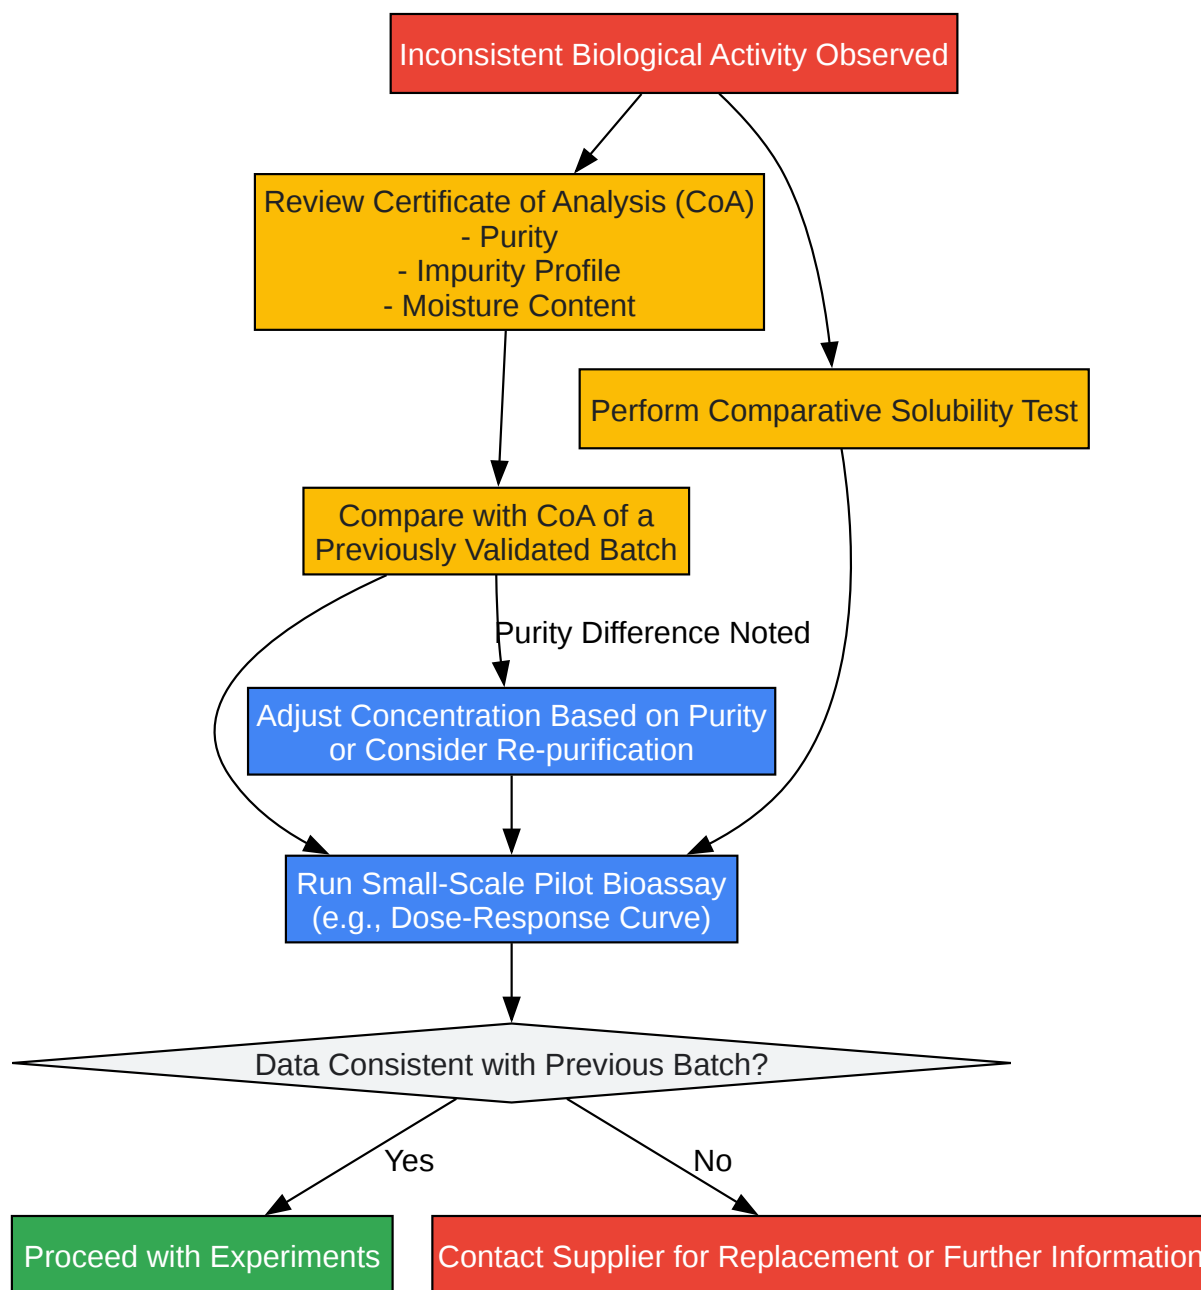 Inconsistent Biological Activity Observed
Review Certificate of Analysis (CoA)
- Purity
- Impurity Profile
- Moisture Content
Perform Comparative Solubility Test
Compare with CoA of a
Previously Validated Batch
Purity Difference Noted
Adjust Concentration Based on Purity
or Consider Re-purification
Run Small-Scale Pilot Bioassay
(e.g., Dose-Response Curve)
Data Consistent with Previous Batch?
Yes
No
Proceed with Experiments
Contact Supplier for Replacement or Further Information